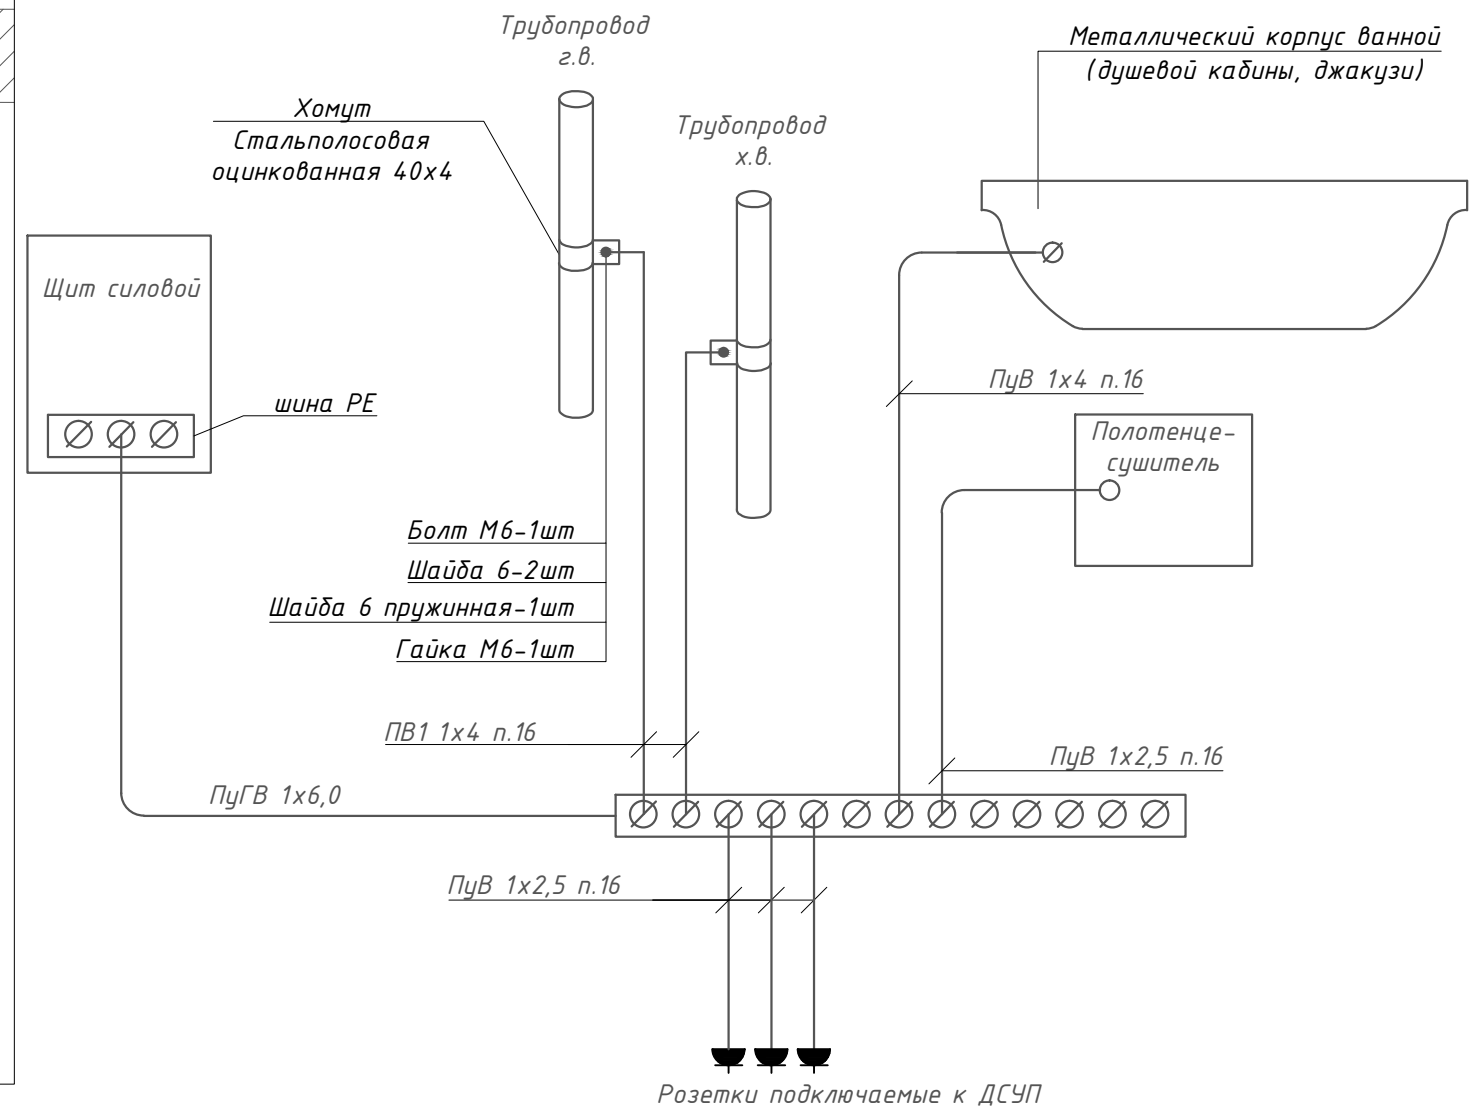 Трубопровод
г.в.
Металлический корпус ванной
(душевой кабины, джакузи)
Хомут
Стальполосовая
оцинкованная 40х4
Трубопровод
х.в.
Щит силовой
шина РЕ
ПуВ 1х4 п.16
Полотенце-
сушитель
Болт М6-1шт
Шайба 6-2шт
Шайба 6 пружинная-1шт
Гайка М6-1шт
ПВ1 1х4 п.16
ПуВ 1х2,5 п.16
ПуГВ 1х6,0
ПуВ 1х2,5 п.16
Розетки подключаемые к ДСУП